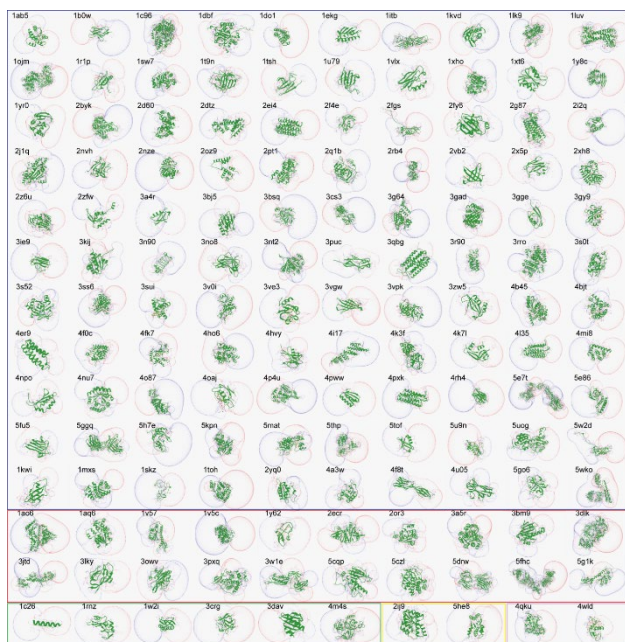 1ab5 1b0w 1c96 1dbf 1do1 1ekg 1itb 1kvd 1lk9 1luv
1ojm 1r1p 1sw7 1t9n 1tsh 1u79 1vlx 1xho 1xt6 1y8c
1yr0 2byk 2d60 2dtz 2ei4 2f4e 2fgs 2fy6 2g87 2i2q
2j1q 2nvh 2nze 2oz9 2pt1 2q1b 2rb4 2vb2 2x5p 2xh8
2z6u 2zfw 3a4r 3bj5 3bsq 3cs3 3g64 3gad 3gge 3gy9
3ie9 3kij 3n90 3no8 3nt2 3puc 3qbg 3r90 3rro 3s0t
3s52 3ss6 3sui 3v0i 3ve3 3vgw 3vpk 3zw5 4b45 4bjt
4er9 4f0c 4fk7 4ho6 4hvy 4i17 4k3f 4k7l 4l35 4mi8
4npo 4nu7 4o87 4oaj 4p4u 4pww 4pxk 4rh4 5e7t 5e86
5fu5 5ggq 5h7e 5kpn 5mat 5thp 5tof 5u9n 5uog 5w2d
1kwi 1mxs 1skz 1toh 2yq0 4a3w 4f8t 4u05 5go6 5wko
1ao6 1aq6 1v57 1v5c 1y62 2ecr 2or3 3a5r 3bm9 3dlk
3jtd 3lky 3owv 3pxq 3w1e 5cqp 5czl 5drw 5fhc 5g1k
1c26 1rnz 1w2i 3crg 3dav 4m4s 2ij9 5he8 4qku 4wld